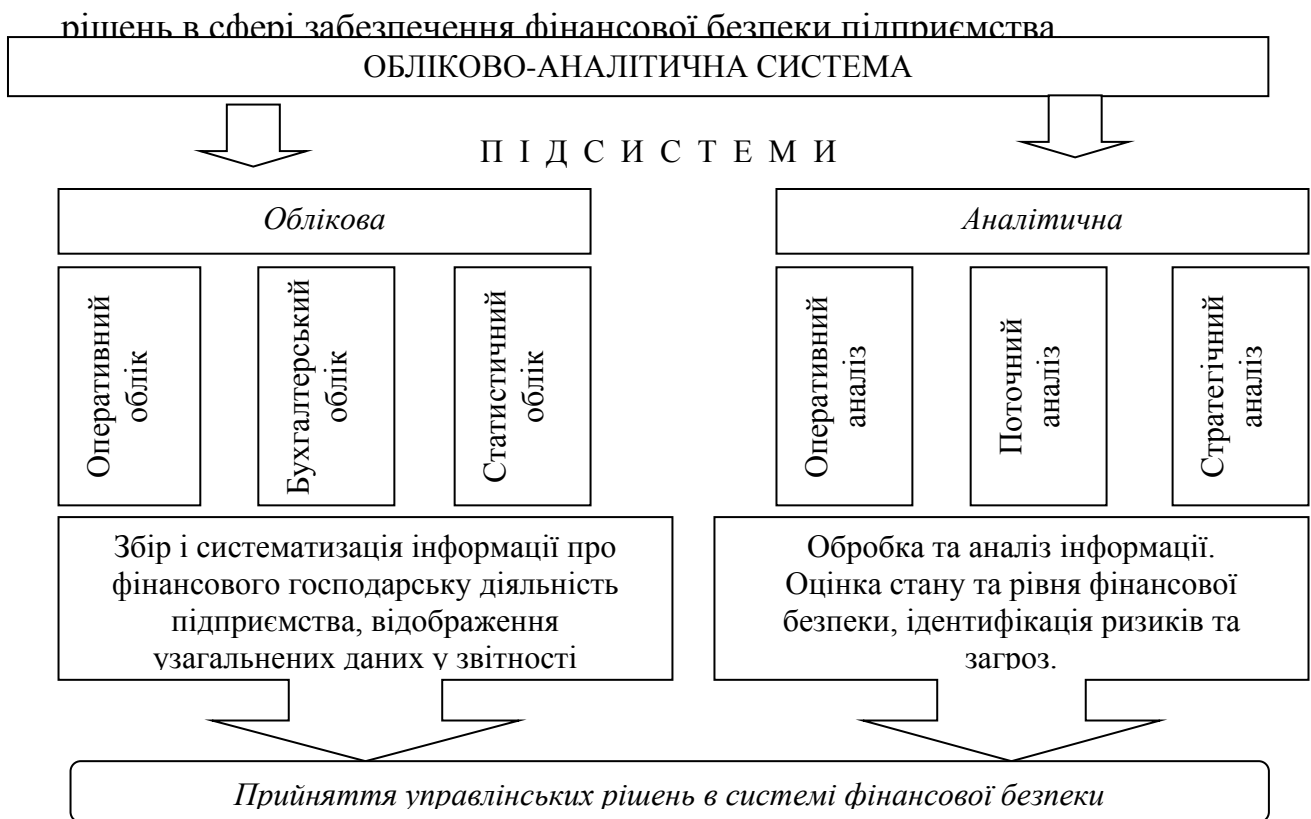 рішень в сфері забезпечення фінансової безпеки підприємства
ОБЛІКОВО-АНАЛІТИЧНА СИСТЕМА
П І Д С И С Т Е М И
Облікова
Аналітична
Оперативний
облік
Бухгалтерський
облік
Статистичний
облік
Оперативний
аналіз
Поточний
аналіз
Стратегічний
аналіз
Збір і систематизація інформації про
фінансового господарську діяльність
підприємства, відображення
узагальнених даних у звітності
Обробка та аналіз інформації.
Оцінка стану та рівня фінансової
безпеки, ідентифікація ризиків та
загроз.
Прийняття управлінських рішень в системі фінансової безпеки